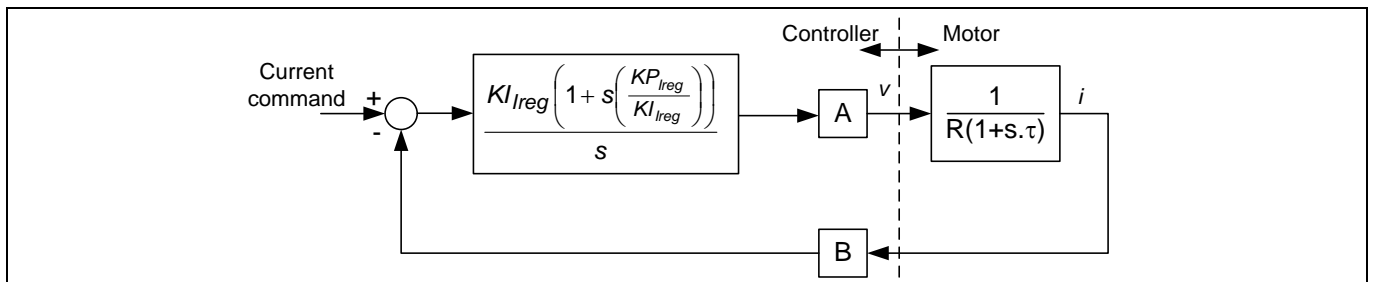 Controller Motor
Current
command
+
-
KI_Ireg (1 + s (KP_Ireg / KI_Ireg))
s
A
v
1
R(1+s.τ)
i
B